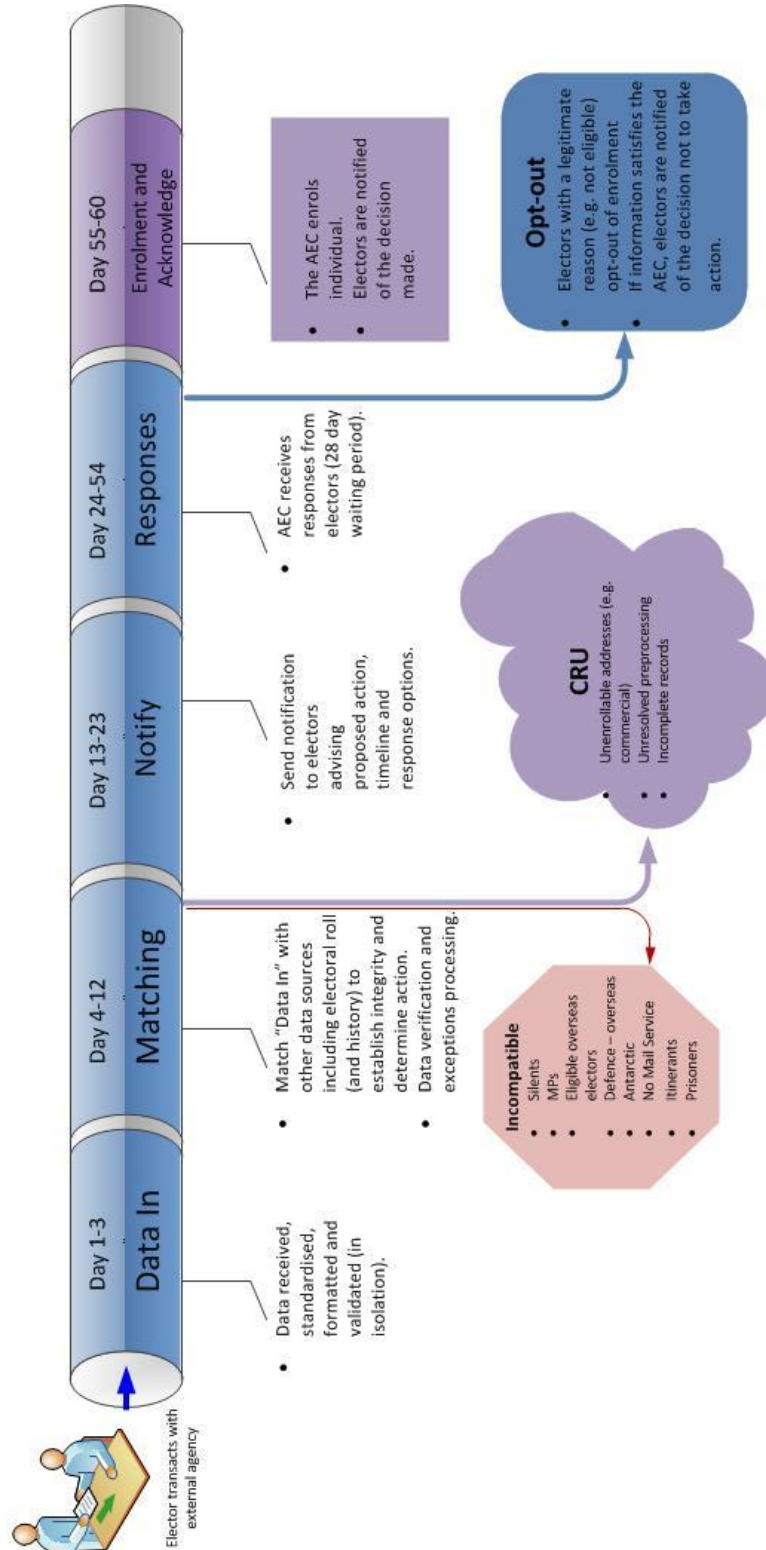 Elector transacts with
external agency
Day 1-3
Data In
• Data received,
standardised,
formatted and
validated (in
isolation).
Day 4-12
Matching
• Match “Data In” with
other data sources
including electoral roll
(and history) to
establish integrity and
determine action.
• Data verification and
exceptions processing.
Incompatible
• Silents
• MPs
• Eligible overseas
electors
• Defence – overseas
• Antarctic
• No Mail Service
• Itinerants
• Prisoners
CRU
• Unenrollable addresses (e.g.
commercial)
• Unresolved preprocessing
• Incomplete records
Day 13-23
Notify
• Send notification
to electors
advising
proposed action,
timeline and
response options.
Day 24-54
Responses
• AEC receives
responses from
electors (28 day
waiting period).
Opt-out
• Electors with a legitimate
reason (e.g. not eligible)
opt-out of enrolment
• If information satisfies the
AEC, electors are notified
of the decision not to take
action.
Day 55-60
Enrolment and
Acknowledge
• The AEC enrols
individual.
• Electors are notified
of the decision
made.